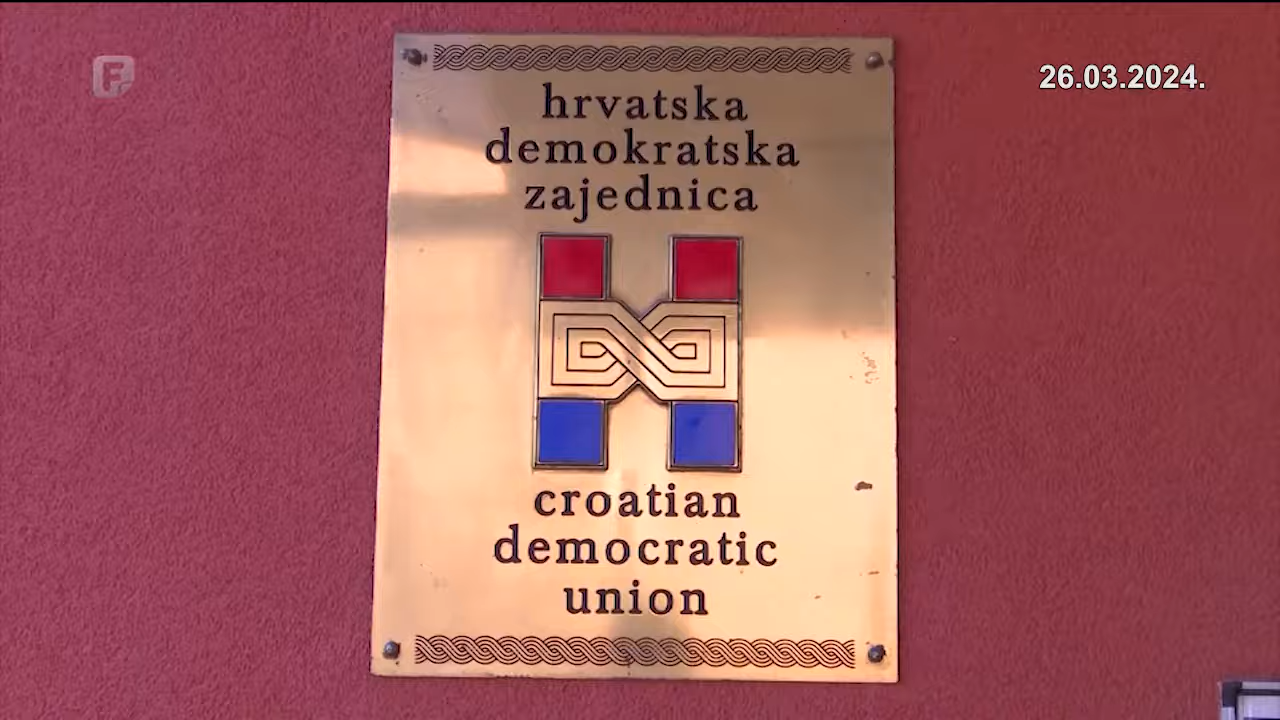 F
26.03.2024.
hrvatska
demokratska
zajednica
croatian
democratic
union